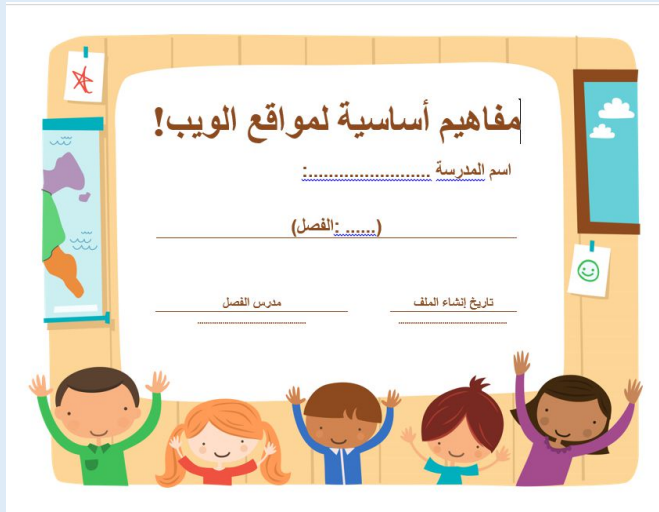 مفاهيم أساسية لمواقع الويب!
اسم المدرسة ........................:
(...... :الفصل)
تاريخ إنشاء الملف
مدرس الفصل